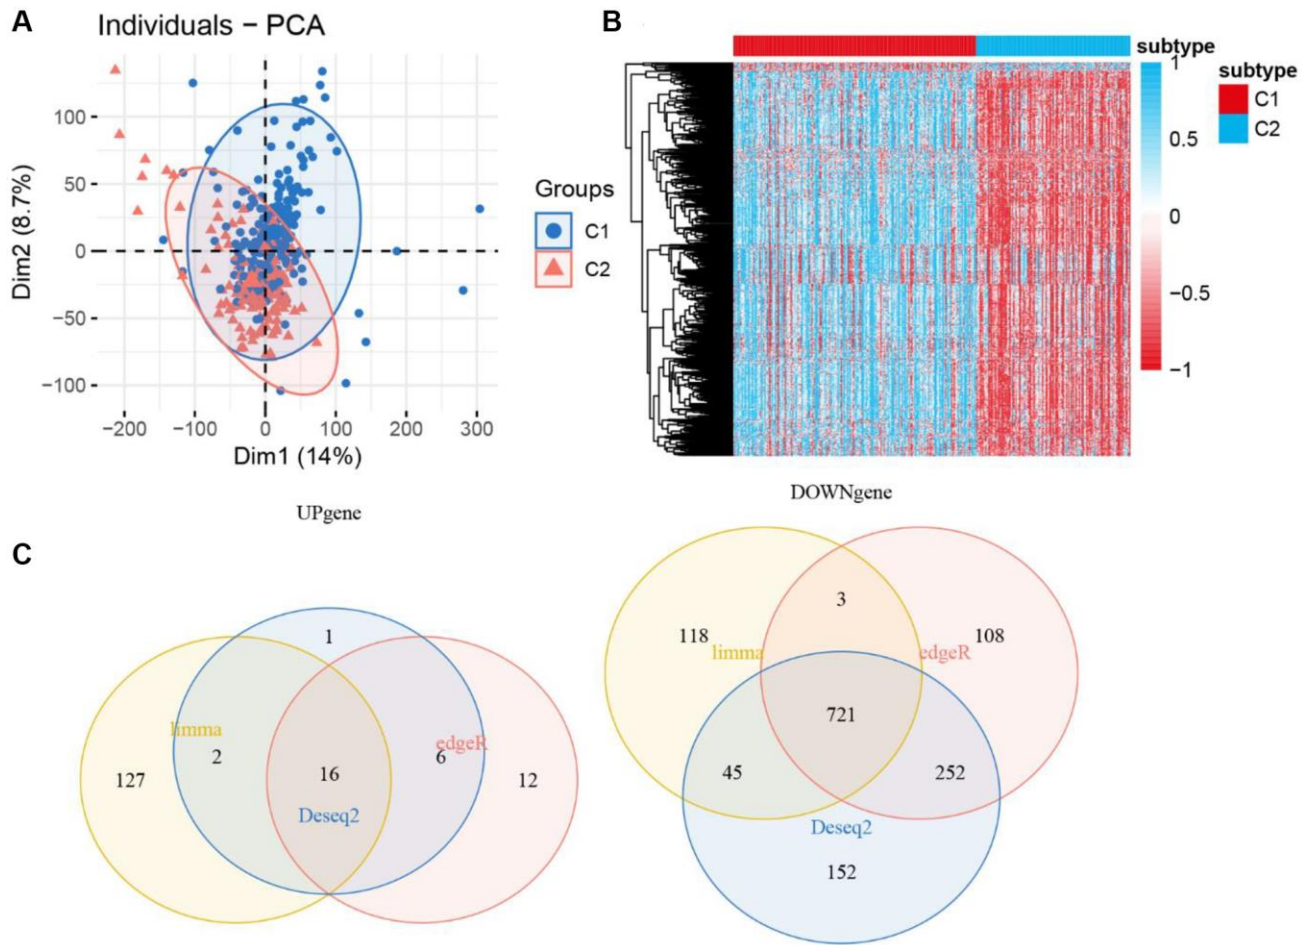 A
Individuals − PCA
Dim2 (8.7%)
100
50
0
−50
−100
−200
−100
0
100
200
300
Dim1 (14%)
Groups
C1
C2
B
subtype
1
0.5
0
−0.5
−1
subtype
C1
C2
C
UPgene
1
limma
2
edgeR
6
127
16
12
Deseq2
DOWNgene
3
118
108
limma
edgeR
721
45
252
Deseq2
152